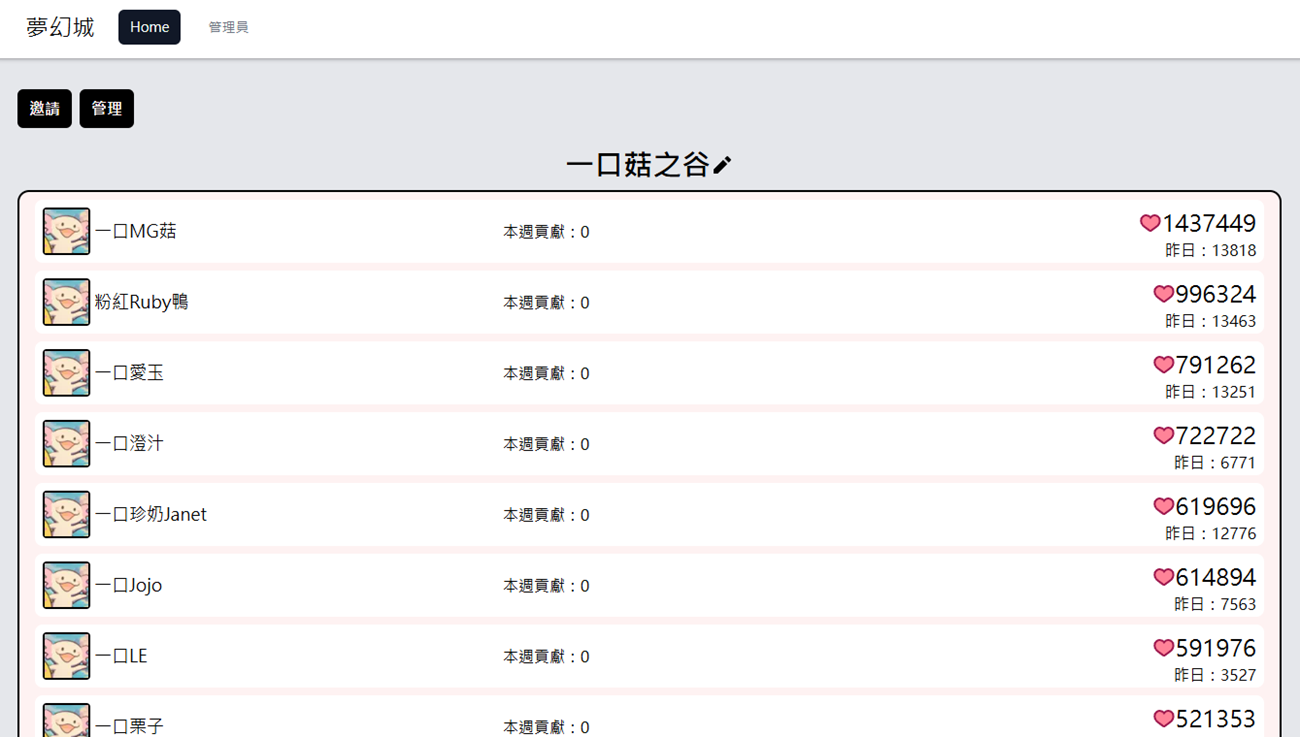 夢幻城 Home 管理員
邀請 管理
一口菇之谷
一口MG菇 本週貢獻：0 1437449
昨日：13818
粉紅Ruby鴨 本週貢獻：0 996324
昨日：13463
一口愛玉 本週貢獻：0 791262
昨日：13251
一口澄汁 本週貢獻：0 722722
昨日：6771
一口珍奶Janet 本週貢獻：0 619696
昨日：12776
一口Jojo 本週貢獻：0 614894
昨日：7563
一口LE 本週貢獻：0 591976
昨日：3527
一口栗子 本週貢獻：0 521353